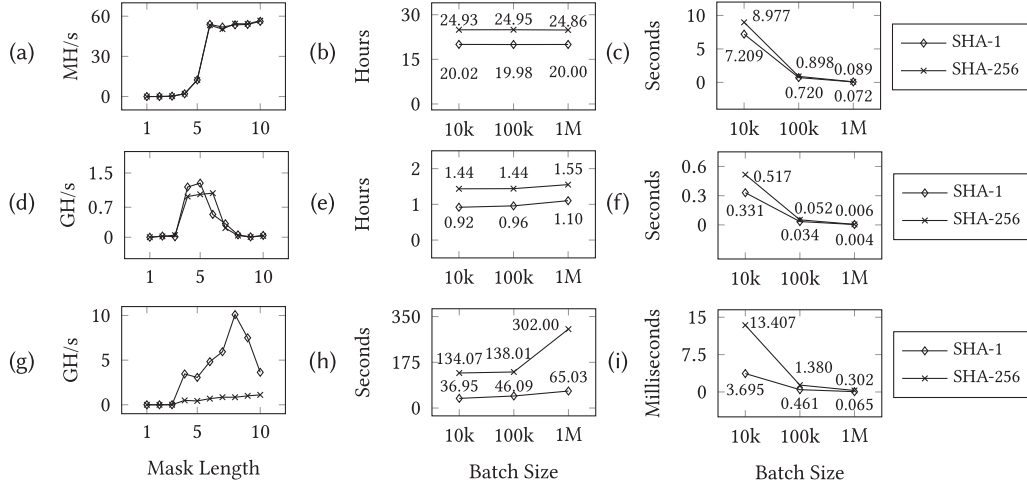 (a)
MH/s
60
30
0
1
5
10
(b)
Hours
30
15
0
24.93 24.95 24.86
20.02 19.98 20.00
10k 100k 1M
(c)
Seconds
10
5
0
8.977
7.209
0.898 0.089
0.720 0.072
10k 100k 1M
SHA-1
SHA-256
(d)
GH/s
1.5
0.7
0
1
5
10
(e)
Hours
2
1
0
1.44 1.44 1.55
0.92 0.96 1.10
10k 100k 1M
(f)
Seconds
0.6
0.3
0
0.517
0.331
0.052 0.006
0.034 0.004
10k 100k 1M
SHA-1
SHA-256
(g)
GH/s
10
5
0
1
5
10
Mask Length
(h)
Seconds
350
175
0
302.00
134.07 138.01
36.95 46.09 65.03
10k 100k 1M
Batch Size
(i)
Milliseconds
15
7.5
0
13.407
3.695
1.380 0.302
0.461 0.065
10k 100k 1M
Batch Size
SHA-1
SHA-256